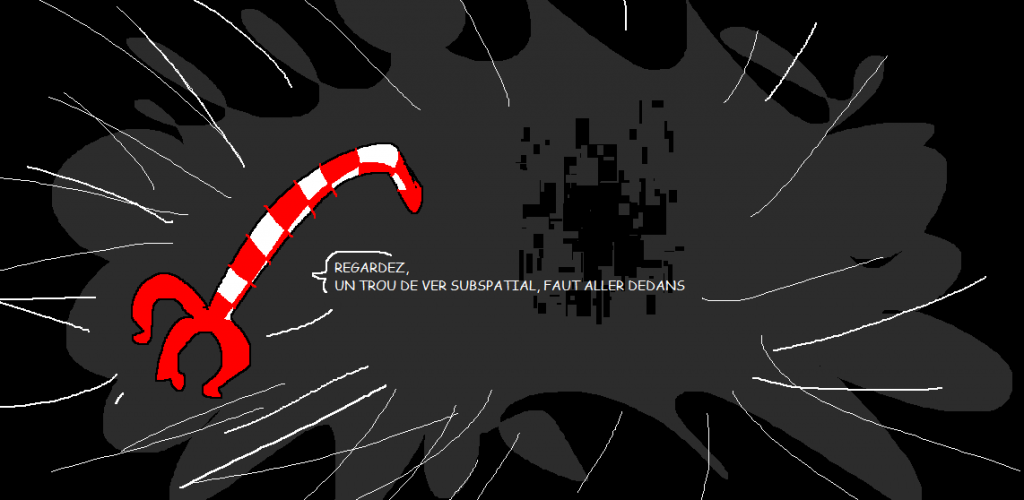 REGARDEZ,
UN TROU DE VER SUBSPATIAL, FAUT ALLER DEDANS